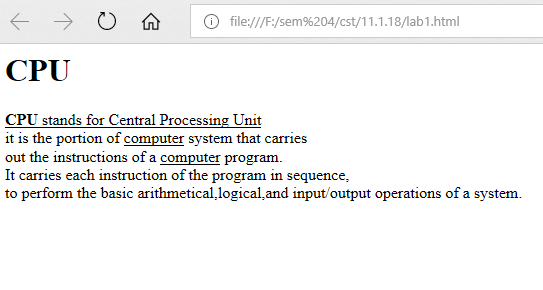 file:///F:/sem%204/cst/11.1.18/lab1.html
CPU
CPU stands for Central Processing Unit
it is the portion of computer system that carries
out the instructions of a computer program.
It carries each instruction of the program in sequence,
to perform the basic arithmetical,logical,and input/output operations of a system.